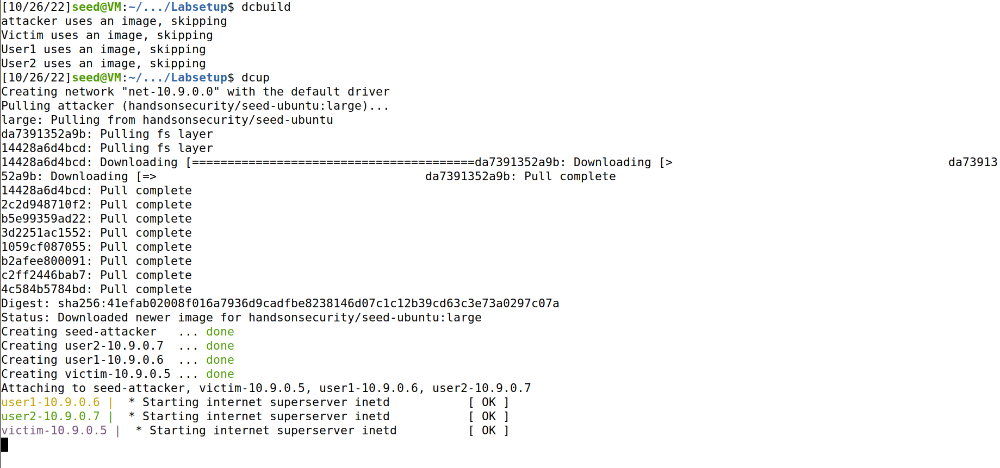 [10/26/22]seed@VM:~/.../Labsetup$ dcbuild
attacker uses an image, skipping
Victim uses an image, skipping
User1 uses an image, skipping
User2 uses an image, skipping
[10/26/22]seed@VM:~/.../Labsetup$ dcup
Creating network "net-10.9.0.0" with the default driver
Pulling attacker (handsonsecurity/seed-ubuntu:large)...
large: Pulling from handsonsecurity/seed-ubuntu
da7391352a9b: Pulling fs layer
14428a6d4bcd: Pulling fs layer
14428a6d4bcd: Downloading [========================================da7391352a9b: Downloading [>                                       da73913
52a9b: Downloading [=>                                      da7391352a9b: Pull complete
14428a6d4bcd: Pull complete
2c2d948710f2: Pull complete
b5e99359ad22: Pull complete
3d2251ac1552: Pull complete
1059cf087055: Pull complete
b2afee800091: Pull complete
c2ff2446bab7: Pull complete
4c584b5784bd: Pull complete
Digest: sha256:41efab02008f016a7936d9cadfbe8238146d07c1c12b39cd63c3e73a0297c07a
Status: Downloaded newer image for handsonsecurity/seed-ubuntu:large
Creating seed-attacker   ... done
Creating user2-10.9.0.7  ... done
Creating user1-10.9.0.6  ... done
Creating victim-10.9.0.5 ... done
Attaching to seed-attacker, victim-10.9.0.5, user1-10.9.0.6, user2-10.9.0.7
user1-10.9.0.6 |  * Starting internet superserver inetd           [ OK ]
user2-10.9.0.7 |  * Starting internet superserver inetd           [ OK ]
victim-10.9.0.5 |  * Starting internet superserver inetd          [ OK ]